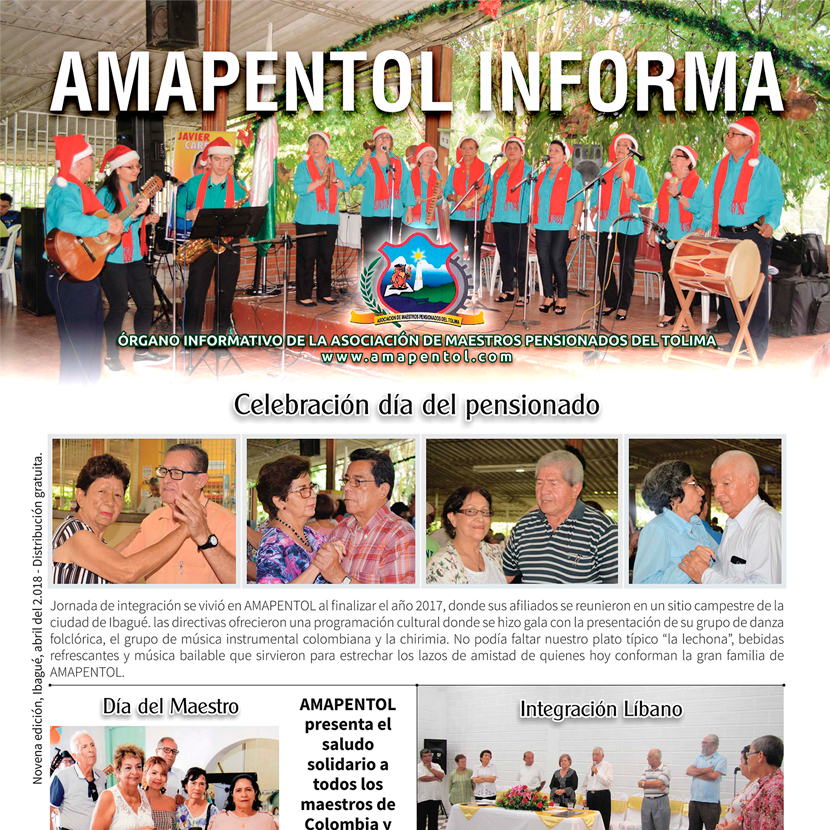 AMAPENTOL INFORMA
JAVIER
ASOCIACION DE MAESTROS PENSIONADOS DEL TOLIMA
ÓRGANO INFORMATIVO DE LA ASOCIACIÓN DE MAESTROS PENSIONADOS DEL TOLIMA
www.amapentol.com
Celebración día del pensionado
Novena edición, Ibagué, abril del 2.018 - Distribución gratuita.
Jornada de integración se vivió en AMAPENTOL al finalizar el año 2017, donde sus afiliados se reunieron en un sitio campestre de la
ciudad de Ibagué. las directivas ofrecieron una programación cultural donde se hizo gala con la presentación de su grupo de danza
folclórica, el grupo de música instrumental colombiana y la chirimia. No podía faltar nuestro plato típico “la lechona”, bebidas
refrescantes y música bailable que sirvieron para estrechar los lazos de amistad de quienes hoy conforman la gran familia de
AMAPENTOL.
Día del Maestro
AMAPENTOL
presenta el
saludo
solidario a
todos los
maestros de
Colombia y
Integración Líbano